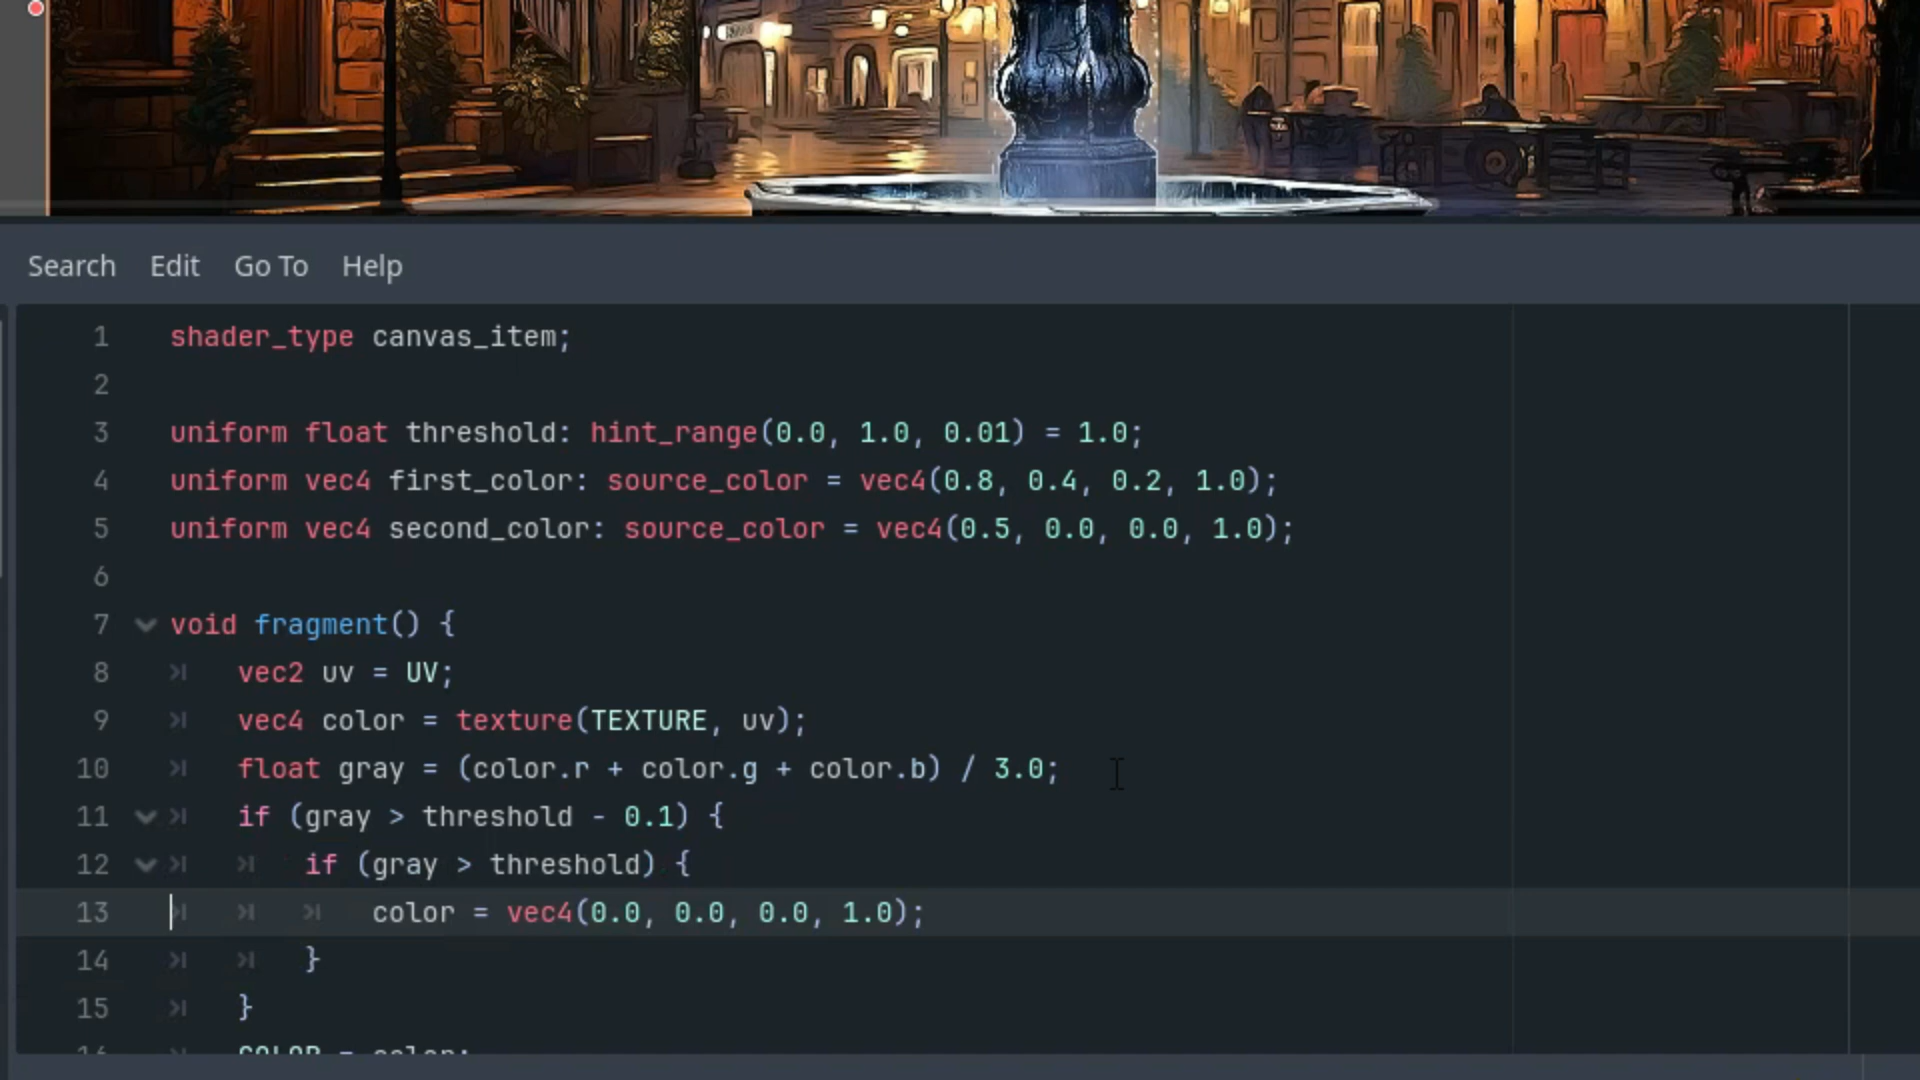 Search Edit Go To Help
1 shader_type canvas_item;
2
3 uniform float threshold: hint_range(0.0, 1.0, 0.01) = 1.0;
4 uniform vec4 first_color: source_color = vec4(0.8, 0.4, 0.2, 1.0);
5 uniform vec4 second_color: source_color = vec4(0.5, 0.0, 0.0, 1.0);
6
7 void fragment() {
8 vec2 uv = UV;
9 vec4 color = texture(TEXTURE, uv);
10 float gray = (color.r + color.g + color.b) / 3.0;
11 if (gray > threshold - 0.1) {
12 if (gray > threshold) {
13 color = vec4(0.0, 0.0, 0.0, 1.0);
14 }
15 }
16 COLOR = color;